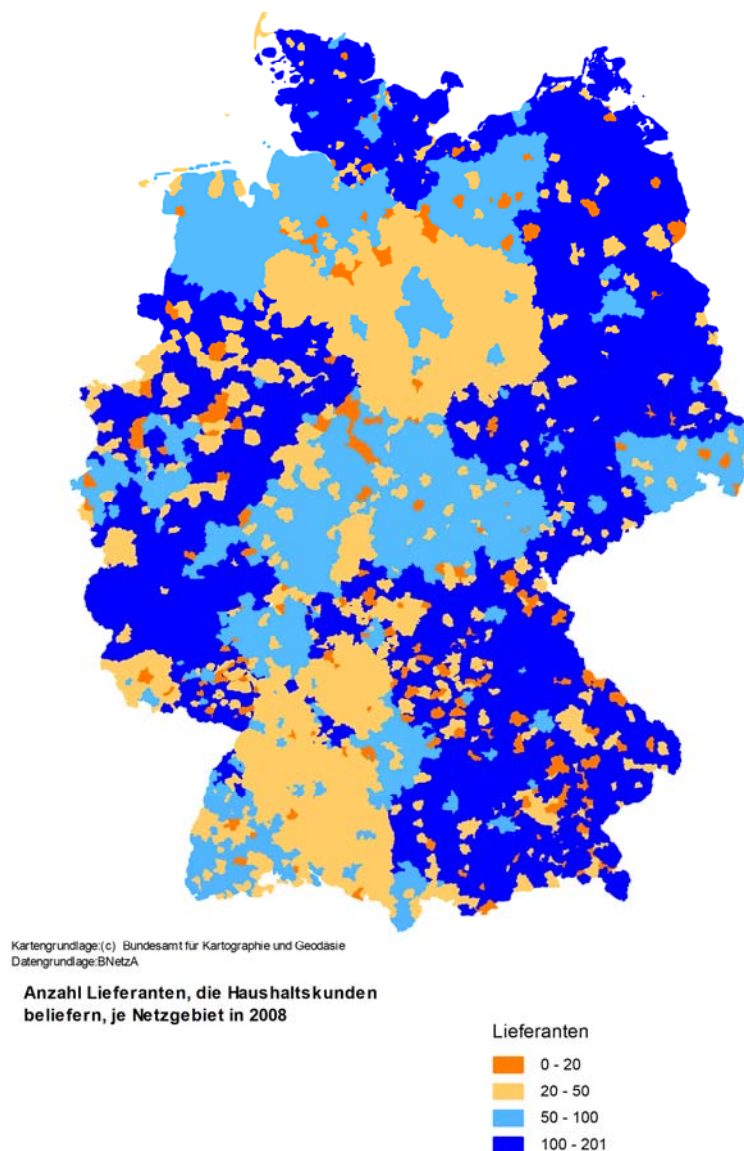 Kartengrundlage:(c) Bundesamt für Kartographie und Geodäsie
Datengrundlage:BNetzA
Anzahl Lieferanten, die Haushaltskunden
beliefern, je Netzgebiet in 2008
Lieferanten
0 - 20
20 - 50
50 - 100
100 - 201